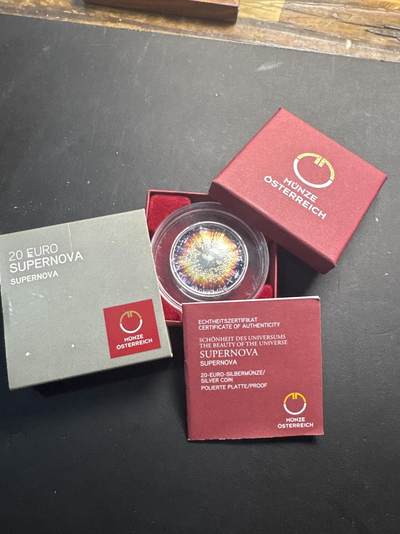 20 EURO
SUPERNOVA
SUPERNOVA
MÜNZE
ÖSTERREICH
MÜNZE
ÖSTERREICH
ECHTHEITSZERTIFIKAT
CERTIFICATE OF AUTHENTICITY
SCHÖNHEIT DES UNIVERSUMS
THE BEAUTY OF THE UNIVERSE
SUPERNOVA
SUPERNOVA
20-EURO-SILBERMÜNZE/
SILVER COIN
POLIERTE PLATTE/PROOF
MÜNZE
ÖSTERREICH